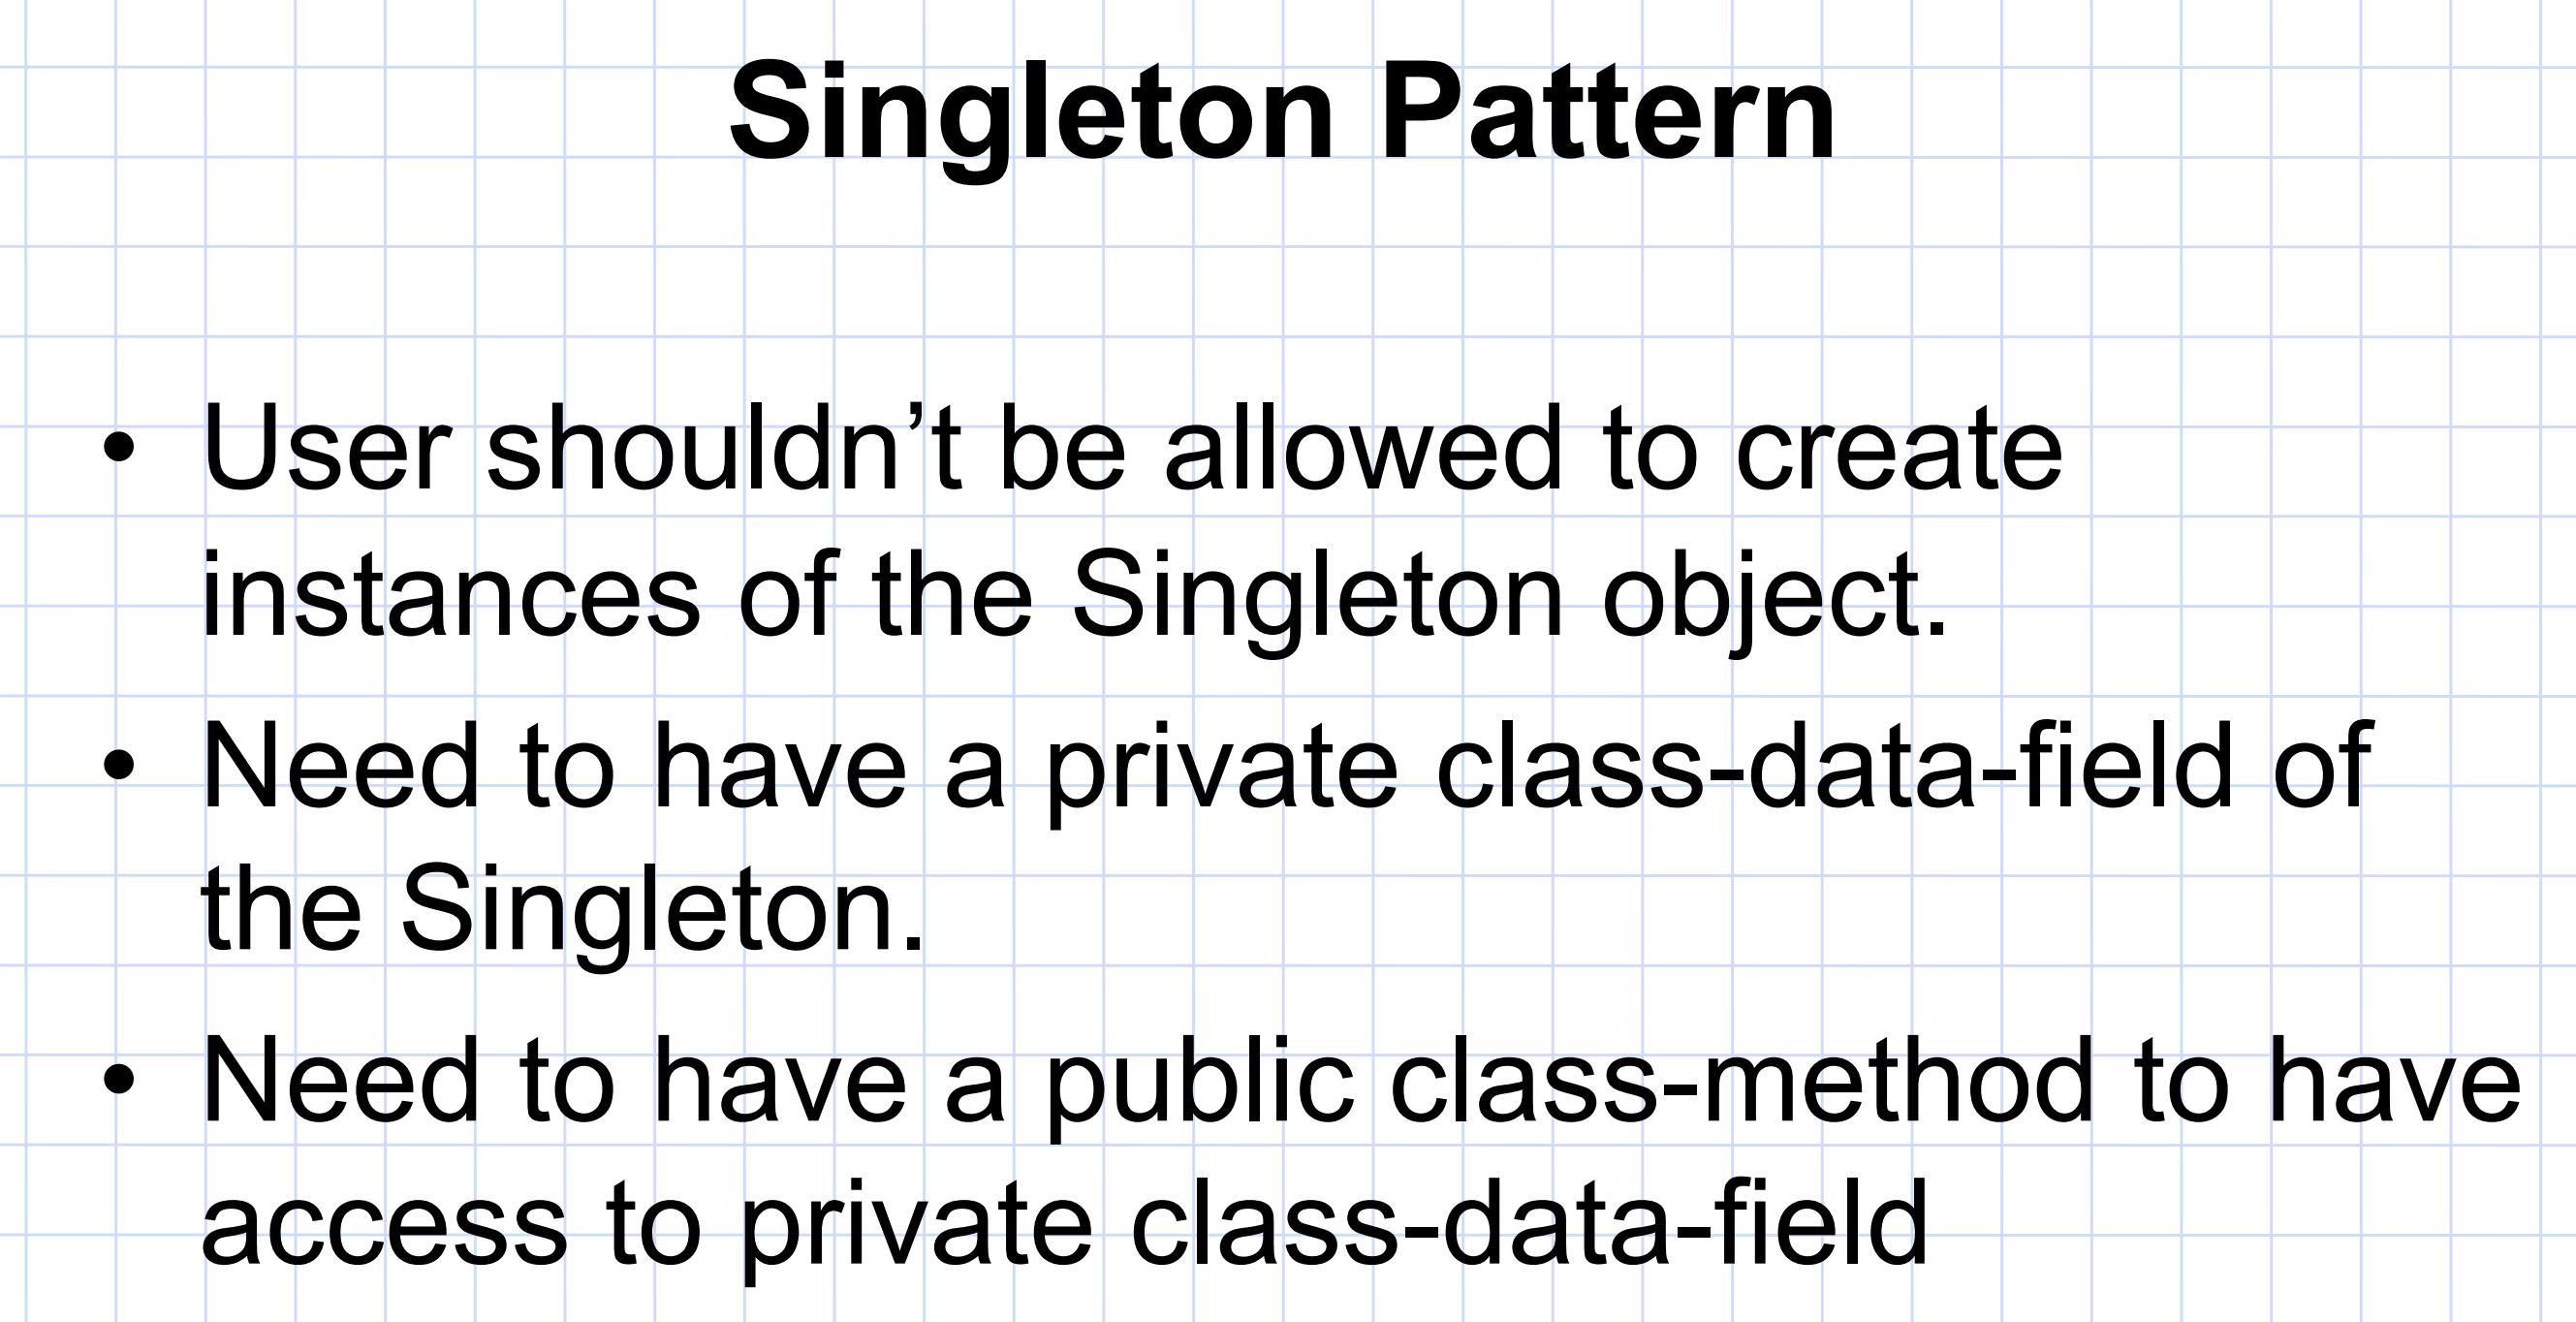 Singleton Pattern
• User shouldn’t be allowed to create
instances of the Singleton object.
• Need to have a private class-data-field of
the Singleton.
• Need to have a public class-method to have
access to private class-data-field